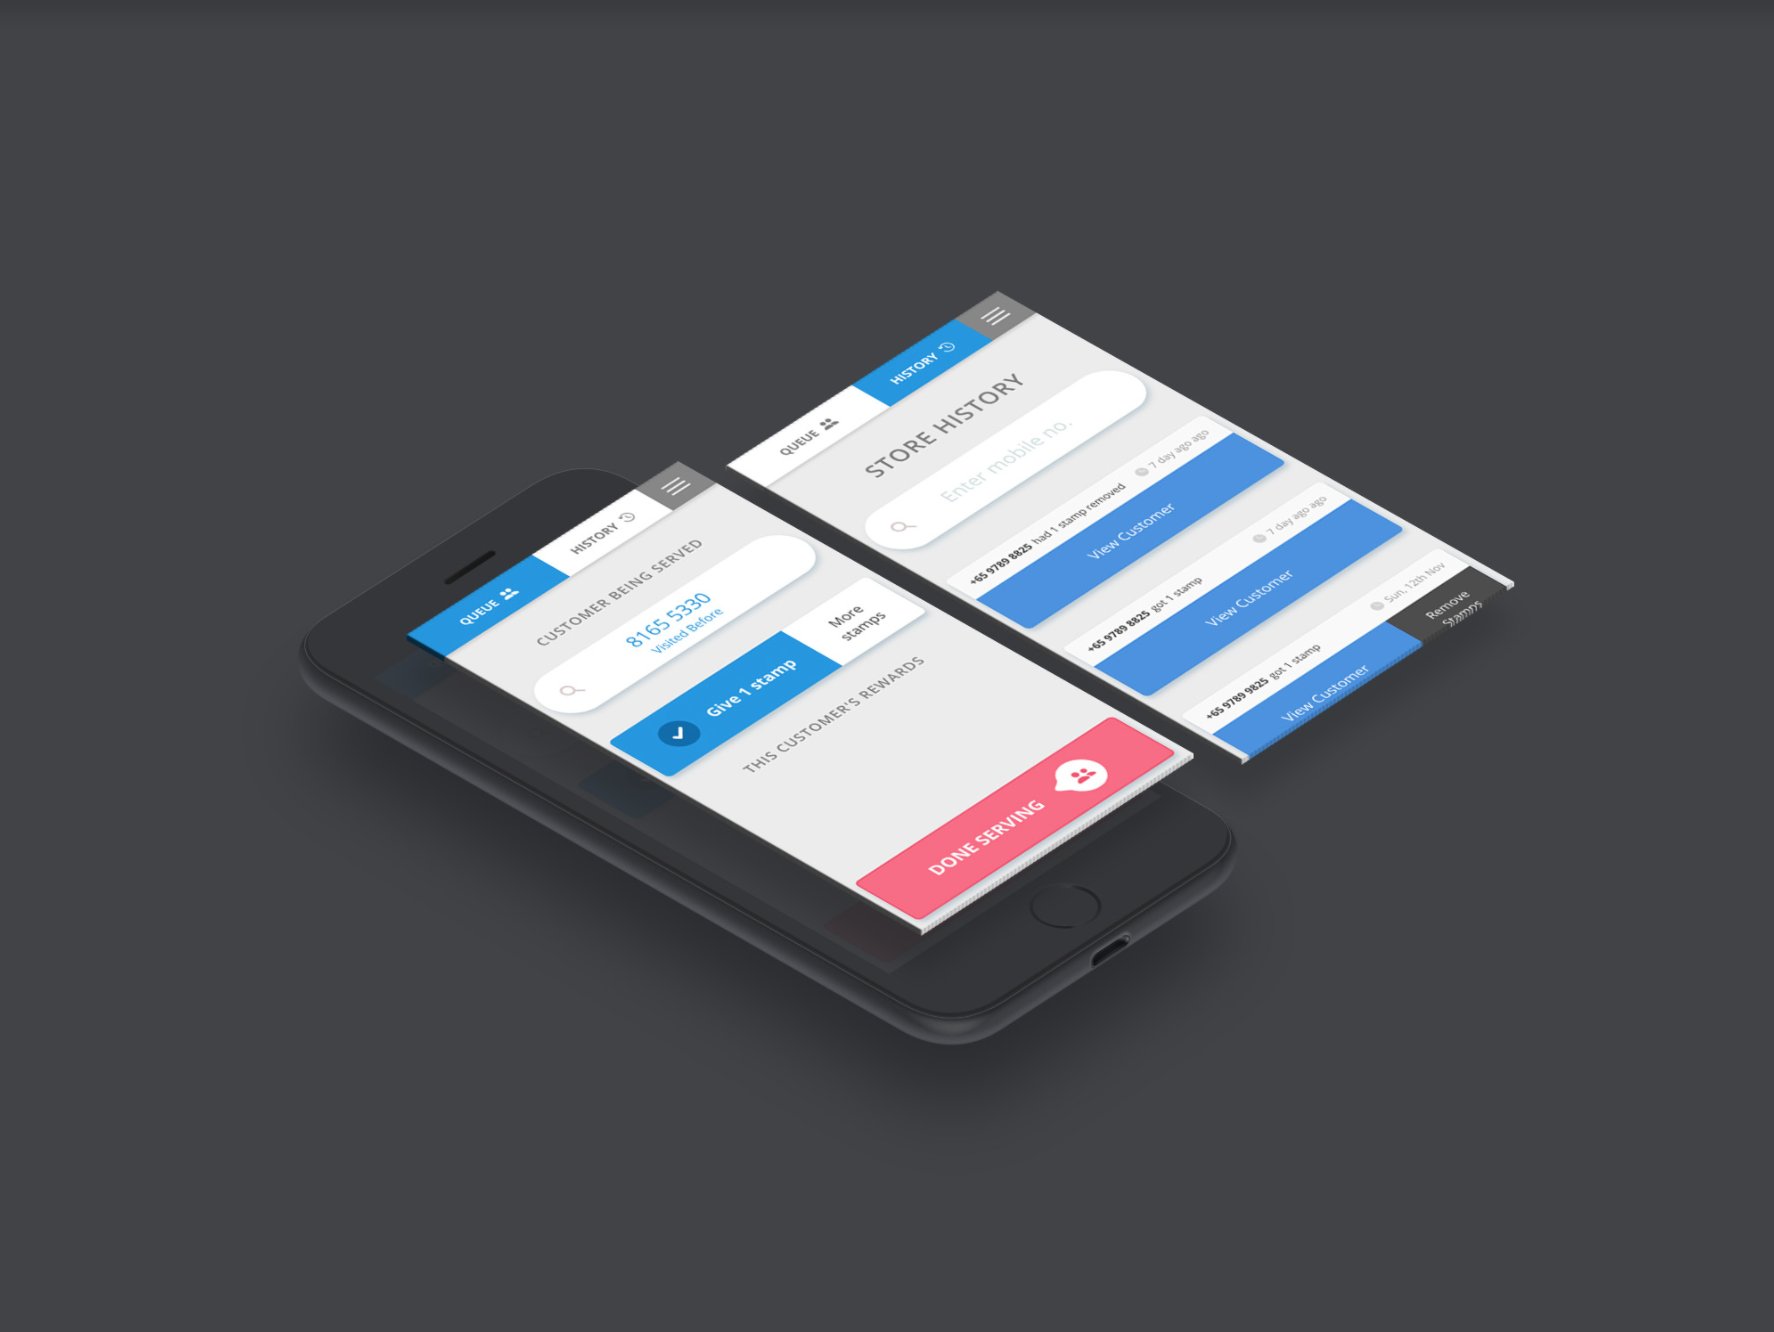 QUEUE
HISTORY
CUSTOMER BEING SERVED
8165 5330
Visited Before
Give 1 stamp
More
stamps
THIS CUSTOMER'S REWARDS
DONE SERVING
QUEUE
HISTORY
STORE HISTORY
Enter mobile no.
+65 9789 8825 had 1 stamp removed
7 day ago ago
View Customer
+65 9789 8825 got 1 stamp
7 day ago ago
View Customer
+65 9789 9825 got 1 stamp
Sun, 12th Nov
View Customer
Remove
Stamps